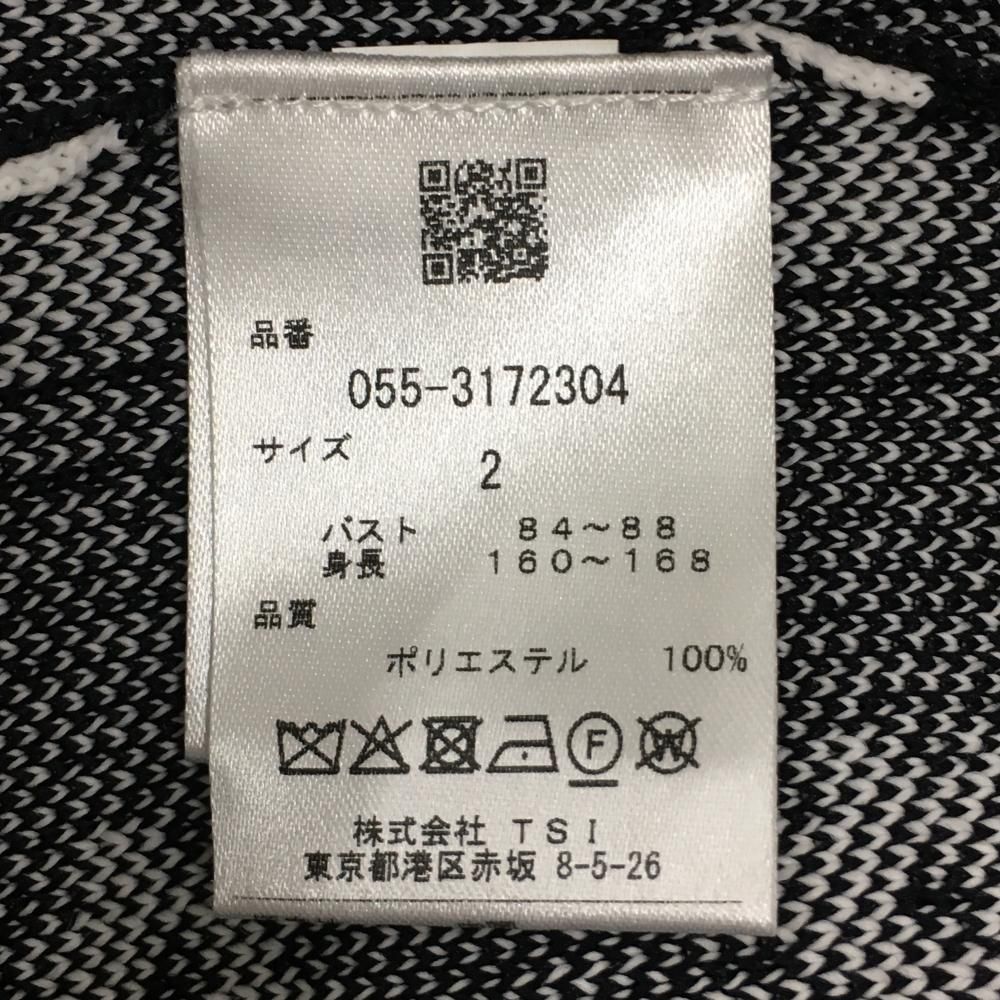 品番
055-3172304
サイズ
2
バスト 84～88
身長 160～168
品質
ポリエステル 100%
F W
株式会社 TSI
東京都港区赤坂 8-5-26